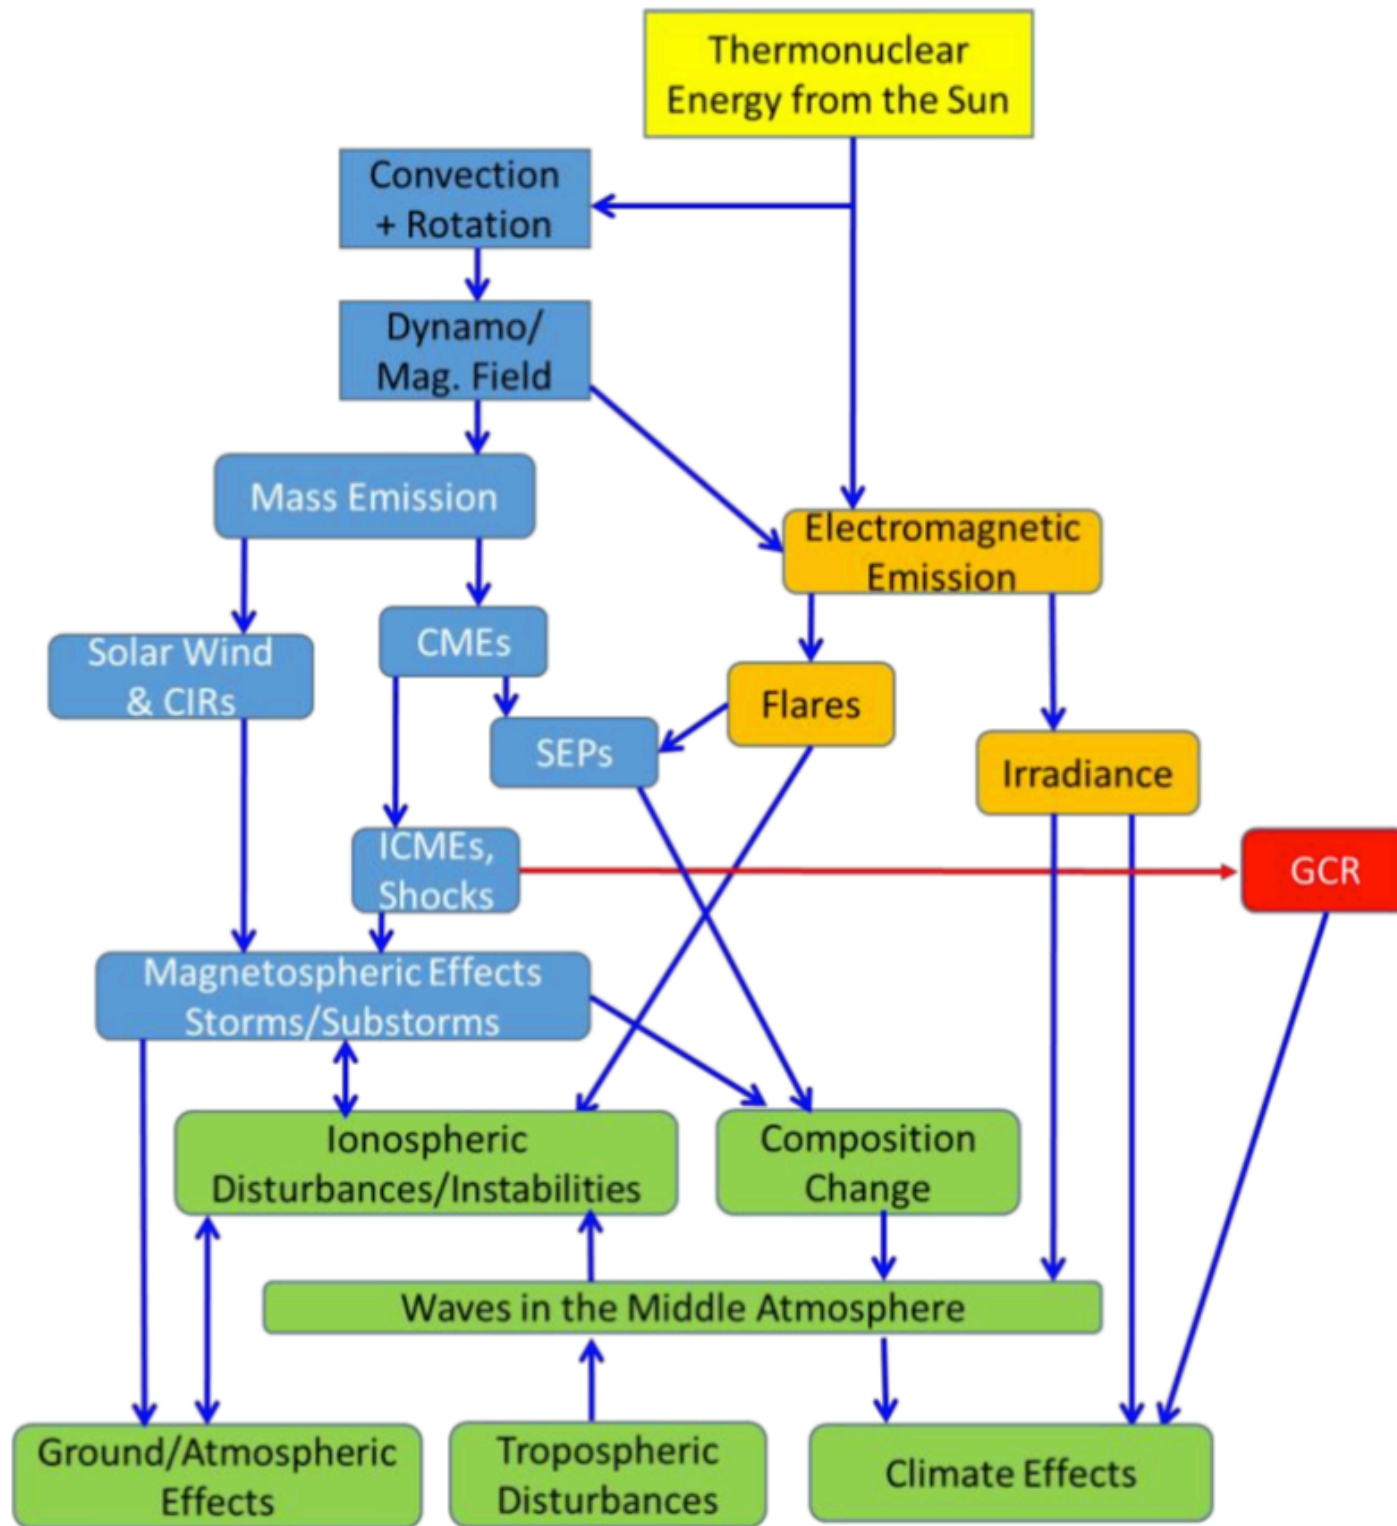 Thermonuclear
Energy from the Sun
Convection
+ Rotation
Dynamo/
Mag. Field
Mass Emission
Electromagnetic
Emission
CMEs
Solar Wind
& CIRs
Flares
SEPs
Irradiance
ICMEs,
Shocks
GCR
Magnetospheric Effects
Storms/Substorms
Ionospheric
Disturbances/Instabilities
Composition
Change
Waves in the Middle Atmosphere
Ground/Atmospheric
Effects
Tropospheric
Disturbances
Climate Effects